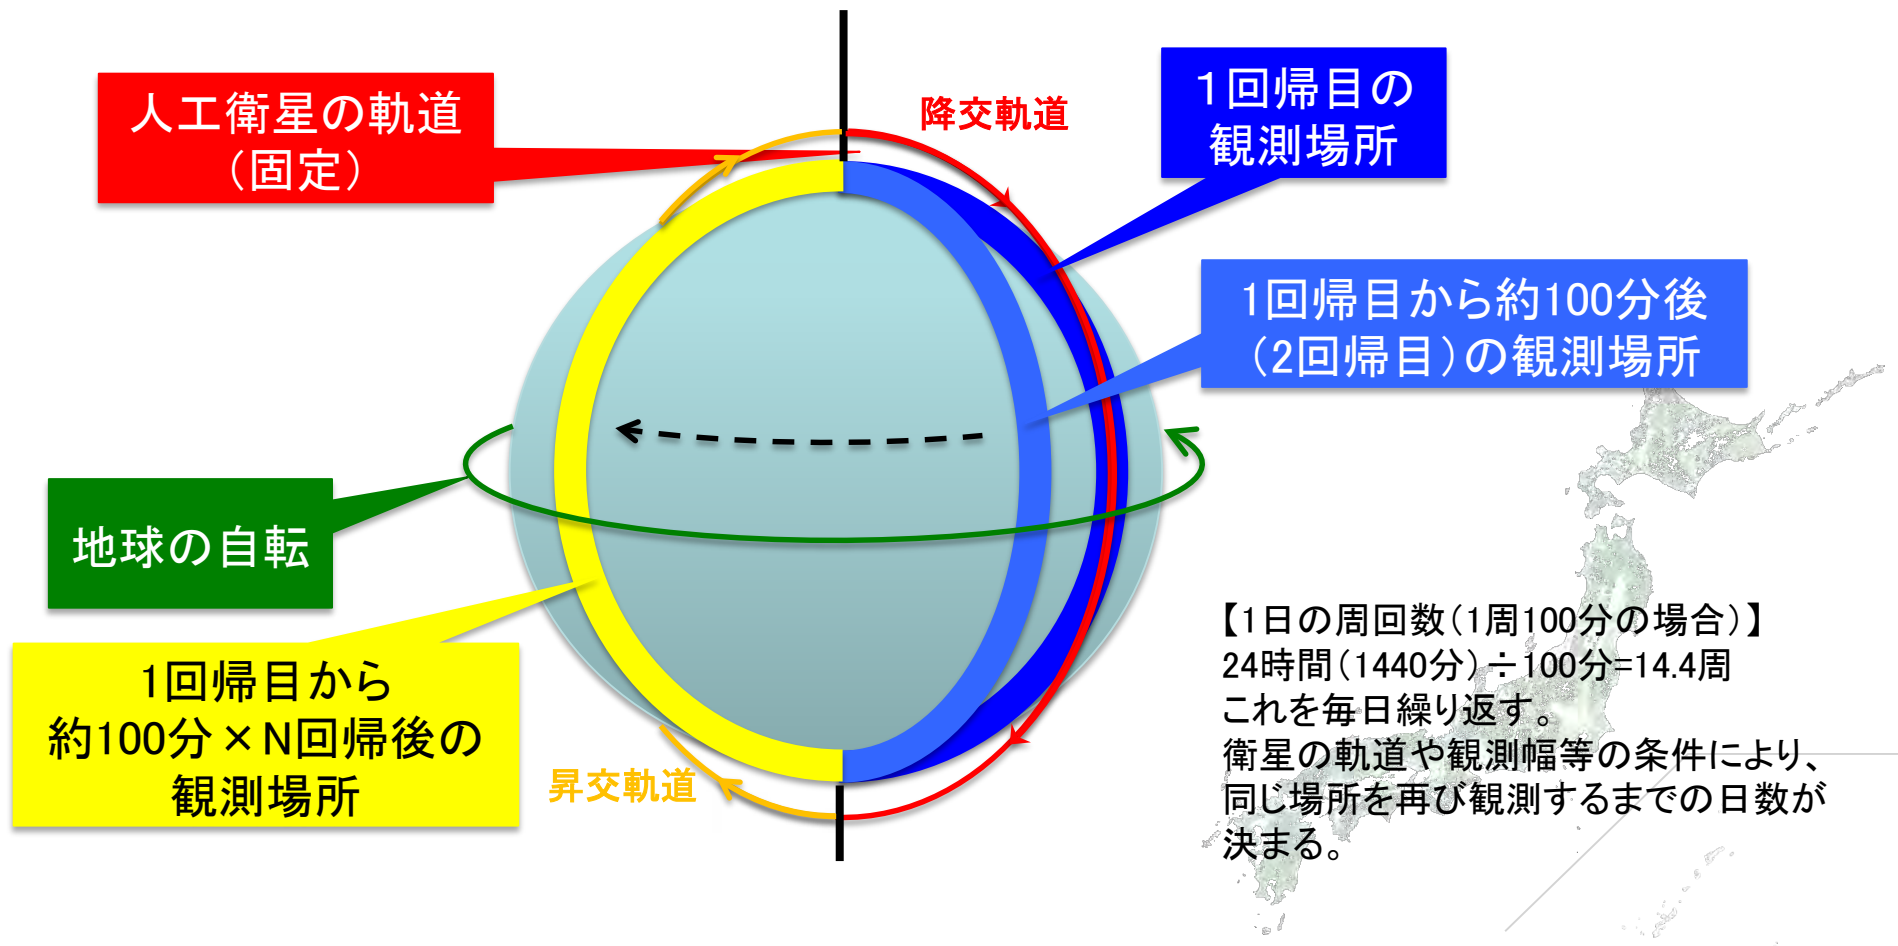 人工衛星の軌道
（固定）
降交軌道
１回帰目の
観測場所
1回帰目から約100分後
（2回帰目）の観測場所
地球の自転
1回帰目から
約100分×N回帰後の
観測場所
昇交軌道
【1日の周回数（1周100分の場合）】
24時間（1440分）÷100分=14.4周
これを毎日繰り返す。
衛星の軌道や観測幅等の条件により、
同じ場所を再び観測するまでの日数が
決まる。